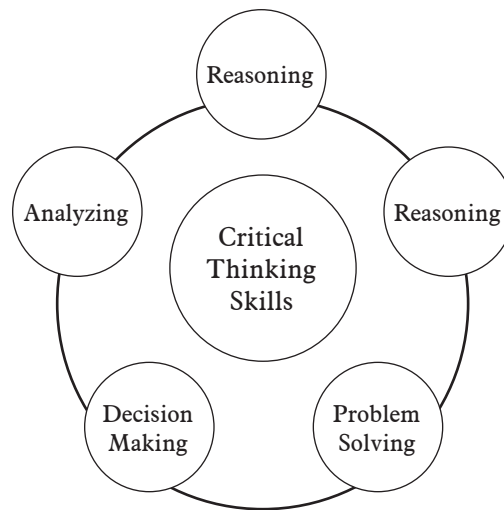 Reasoning
Analyzing
Reasoning
Critical
Thinking
Skills
Decision
Making
Problem
Solving